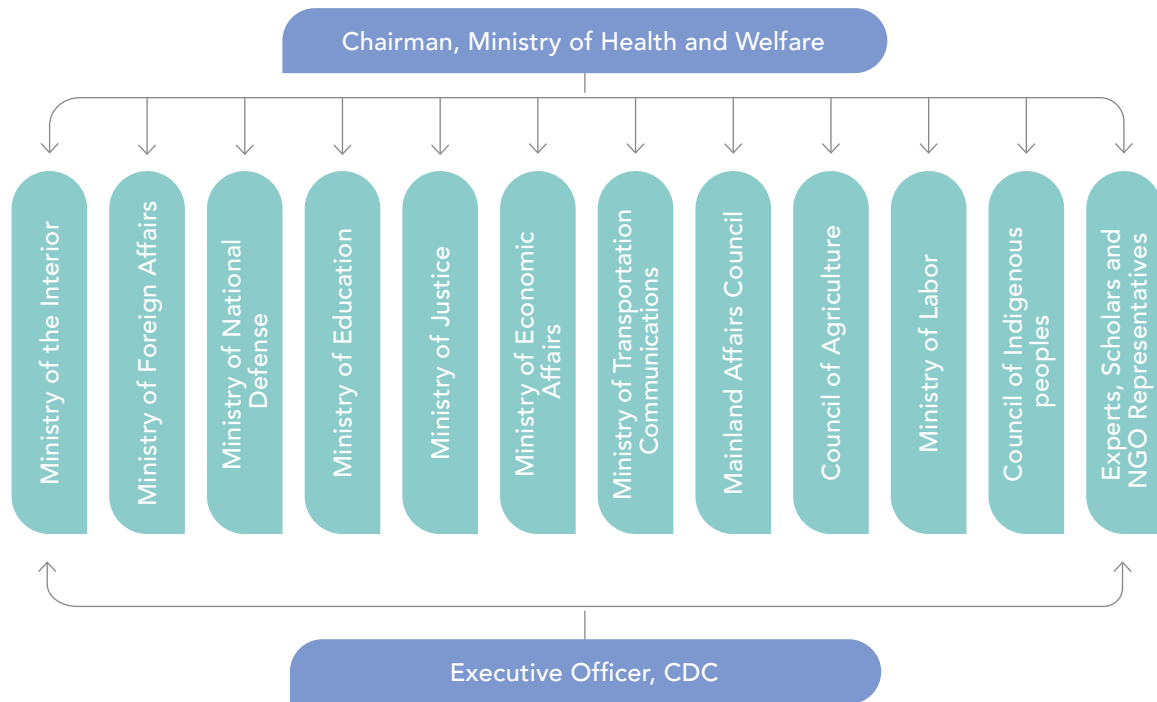 Chairman, Ministry of Health and Welfare
Ministry of the Interior
Ministry of Foreign Affairs
Ministry of National
Defense
Ministry of Education
Ministry of Justice
Ministry of Economic
Affairs
Ministry of Transportation
Communications
Mainland Affairs Council
Council of Agriculture
Ministry of Labor
Council of Indigenous
peoples
Experts, Scholars and
NGO Representatives
Executive Officer, CDC